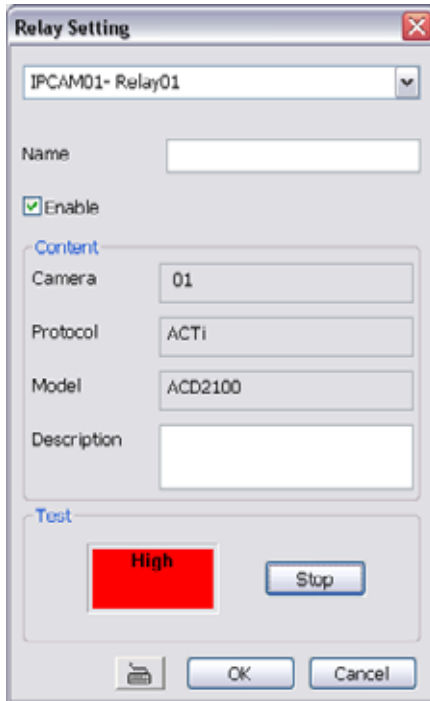 Relay Setting
IPCAM01- Relay01
Name
Enable
Content
Camera 01
Protocol ACTi
Model ACD2100
Description
Test
High
Stop
OK Cancel